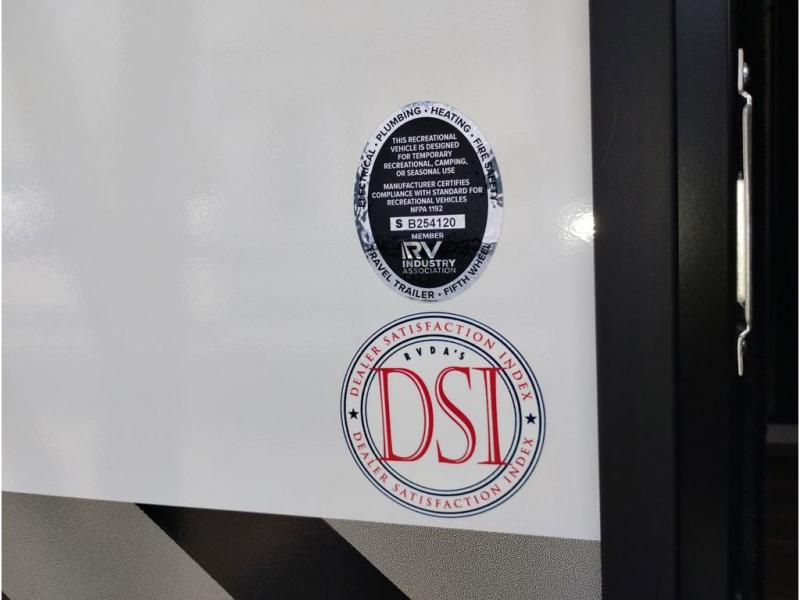 ELECTRICAL • PLUMBING • HEATING • FIRE SAFETY
THIS RECREATIONAL
VEHICLE IS DESIGNED
FOR TEMPORARY
RECREATIONAL, CAMPING,
OR SEASONAL USE
MANUFACTURER CERTIFIES
COMPLIANCE WITH STANDARD FOR
RECREATIONAL VEHICLES
NFPA 1192
S B254120
MEMBER
RV
INDUSTRY
ASSOCIATION
TRAVEL TRAILER • FIFTH WHEEL
DEALER SATISFACTION INDEX
RVDA'S
DSI
DEALER SATISFACTION INDEX